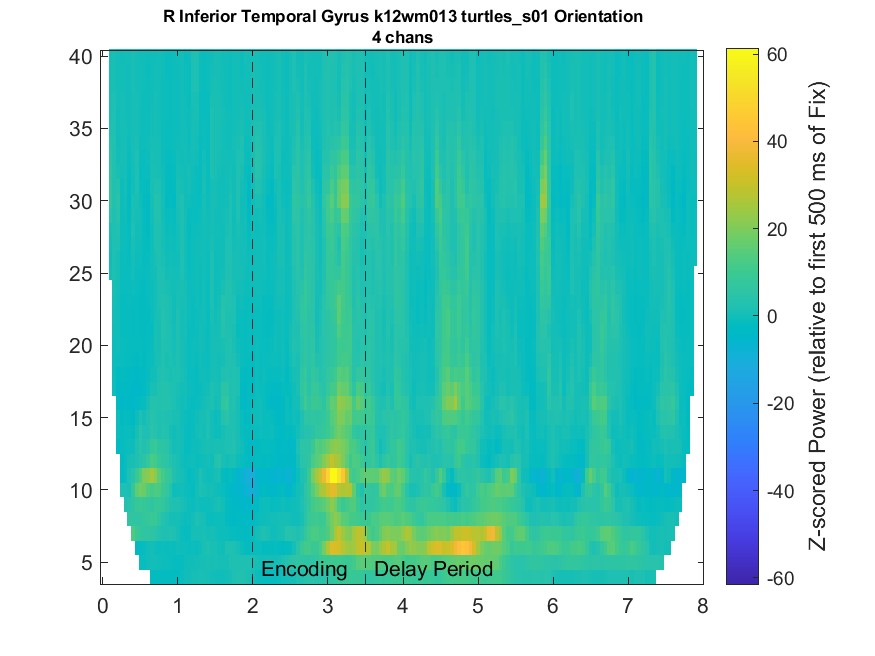 R Inferior Temporal Gyrus k12wm013 turtles_s01 Orientation
4 chans
40
35
30
25
20
15
10
5
Encoding
Delay Period
0 1 2 3 4 5 6 7 8
60
40
20
0
-20
-40
-60
Z-scored Power (relative to first 500 ms of Fix)